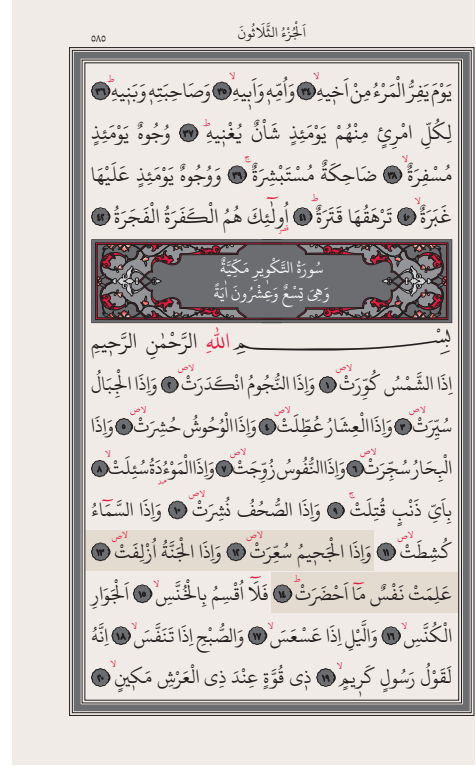 اَلْجُزْءُ الثَّلَاثُونَ
٥٨٥
يَوْمَ يَفِرُّ الْمَرْءُ مِنْ اَخ۪يهِۙ ﴿٣٤﴾ وَاُمِّه۪ وَاَب۪يهِۙ ﴿٣٥﴾ وَصَاحِبَتِه۪ وَبَن۪يهِۜ ﴿٣٦﴾
لِكُلِّ امْرِئٍ مِنْهُمْ يَوْمَئِذٍ شَأْنٌ يُغْن۪يهِۜ ﴿٣٧﴾ وُجُوهٌ يَوْمَئِذٍ
مُسْفِرَةٌۙ ﴿٣٨﴾ ضَاحِكَةٌ مُسْتَبْشِرَةٌۚ ﴿٣٩﴾ وَوُجُوهٌ يَوْمَئِذٍ عَلَيْهَا
غَبَرَةٌۙ ﴿٤٠﴾ تَرْهَقُهَا قَتَرَةٌۜ ﴿٤١﴾ اُو۬لٰٓئِكَ هُمُ الْكَفَرَةُ الْفَجَرَةُ ﴿٤٢﴾
سُورَةُ التَّكْو۪يرِ مَكِّيَّةٌ
وَهِيَ تِسْعٌ وَعِشْرُونَ اٰيَةً
بِسْمِ اللّٰهِ الرَّحْمٰنِ الرَّح۪يمِ
اِذَا الشَّمْسُ كُوِّرَتْۖ ﴿١﴾ وَاِذَا النُّجُومُ انْكَدَرَتْۖ ﴿٢﴾ وَاِذَا الْجِبَالُ
سُيِّرَتْۖ ﴿٣﴾ وَاِذَا الْعِشَارُ عُطِّلَتْۖ ﴿٤﴾ وَاِذَا الْوُحُوشُ حُشِرَتْۖ ﴿٥﴾ وَاِذَا
الْبِحَارُ سُجِّرَتْۖ ﴿٦﴾ وَاِذَا النُّفُوسُ زُوِّجَتْۖ ﴿٧﴾ وَاِذَا الْمَوْءُ۫دَةُ سُئِلَتْۙ ﴿٨﴾
بِاَيِّ ذَنْبٍ قُتِلَتْۚ ﴿٩﴾ وَاِذَا الصُّحُفُ نُشِرَتْۖ ﴿١٠﴾ وَاِذَا السَّمَٓاءُ
كُشِطَتْۖ ﴿١١﴾ وَاِذَا الْجَح۪يمُ سُعِّرَتْۖ ﴿١٢﴾ وَاِذَا الْجَنَّةُ اُزْلِفَتْۖ ﴿١٣﴾
عَلِمَتْ نَفْسٌ مَٓا اَحْضَرَتْۜ ﴿١٤﴾ فَلَٓا اُقْسِمُ بِالْخُنَّسِۙ ﴿١٥﴾ اَلْجَوَارِ
الْكُنَّسِۙ ﴿١٦﴾ وَالَّيْلِ اِذَا عَسْعَسَۙ ﴿١٧﴾ وَالصُّبْحِ اِذَا تَنَفَّسَۙ ﴿١٨﴾ اِنَّهُ
لَقَوْلُ رَسُولٍ كَر۪يمٍۙ ﴿١٩﴾ ذ۪ي قُوَّةٍ عِنْدَ ذِي الْعَرْشِ مَك۪ينٍۙ ﴿٢٠﴾